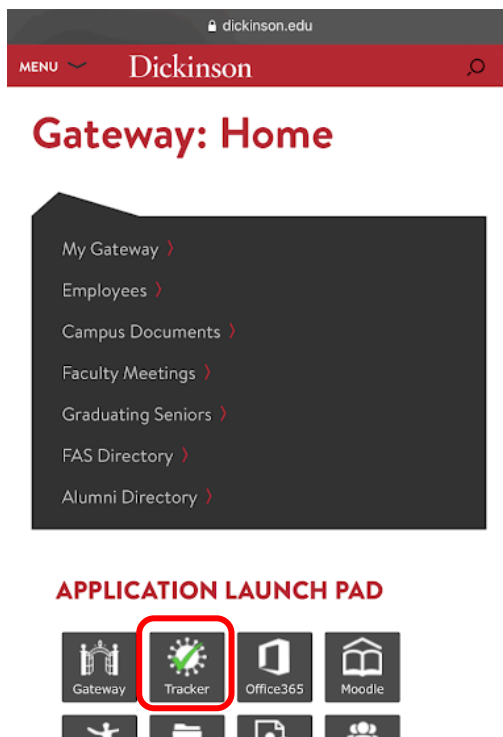 dickinson.edu
MENU Dickinson
Gateway: Home
My Gateway 〉
Employees 〉
Campus Documents 〉
Faculty Meetings 〉
Graduating Seniors 〉
FAS Directory 〉
Alumni Directory 〉
APPLICATION LAUNCH PAD
Gateway Tracker Office365 Moodle